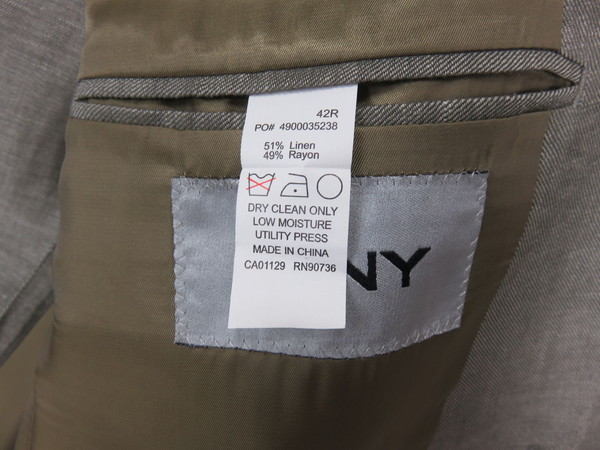 42R
PO# 4900035238
51% Linen
49% Rayon
DRY CLEAN ONLY
LOW MOISTURE
UTILITY PRESS
MADE IN CHINA
CA01129 RN90736
NY